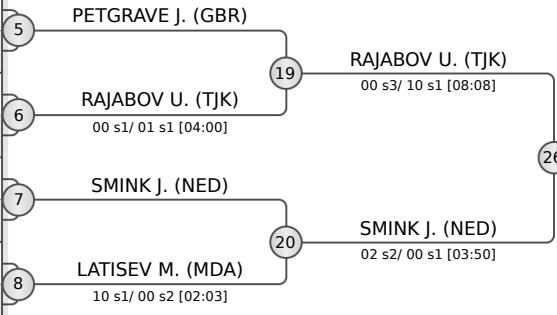 PETGRAVE J. (GBR)
5
19
RAJABOV U. (TJK)
00 s3/ 10 s1 [08:08]
RAJABOV U. (TJK)
6
00 s1/ 01 s1 [04:00]
26
SMINK J. (NED)
7
20
SMINK J. (NED)
02 s2/ 00 s1 [03:50]
LATISEV M. (MDA)
8
10 s1/ 00 s2 [02:03]